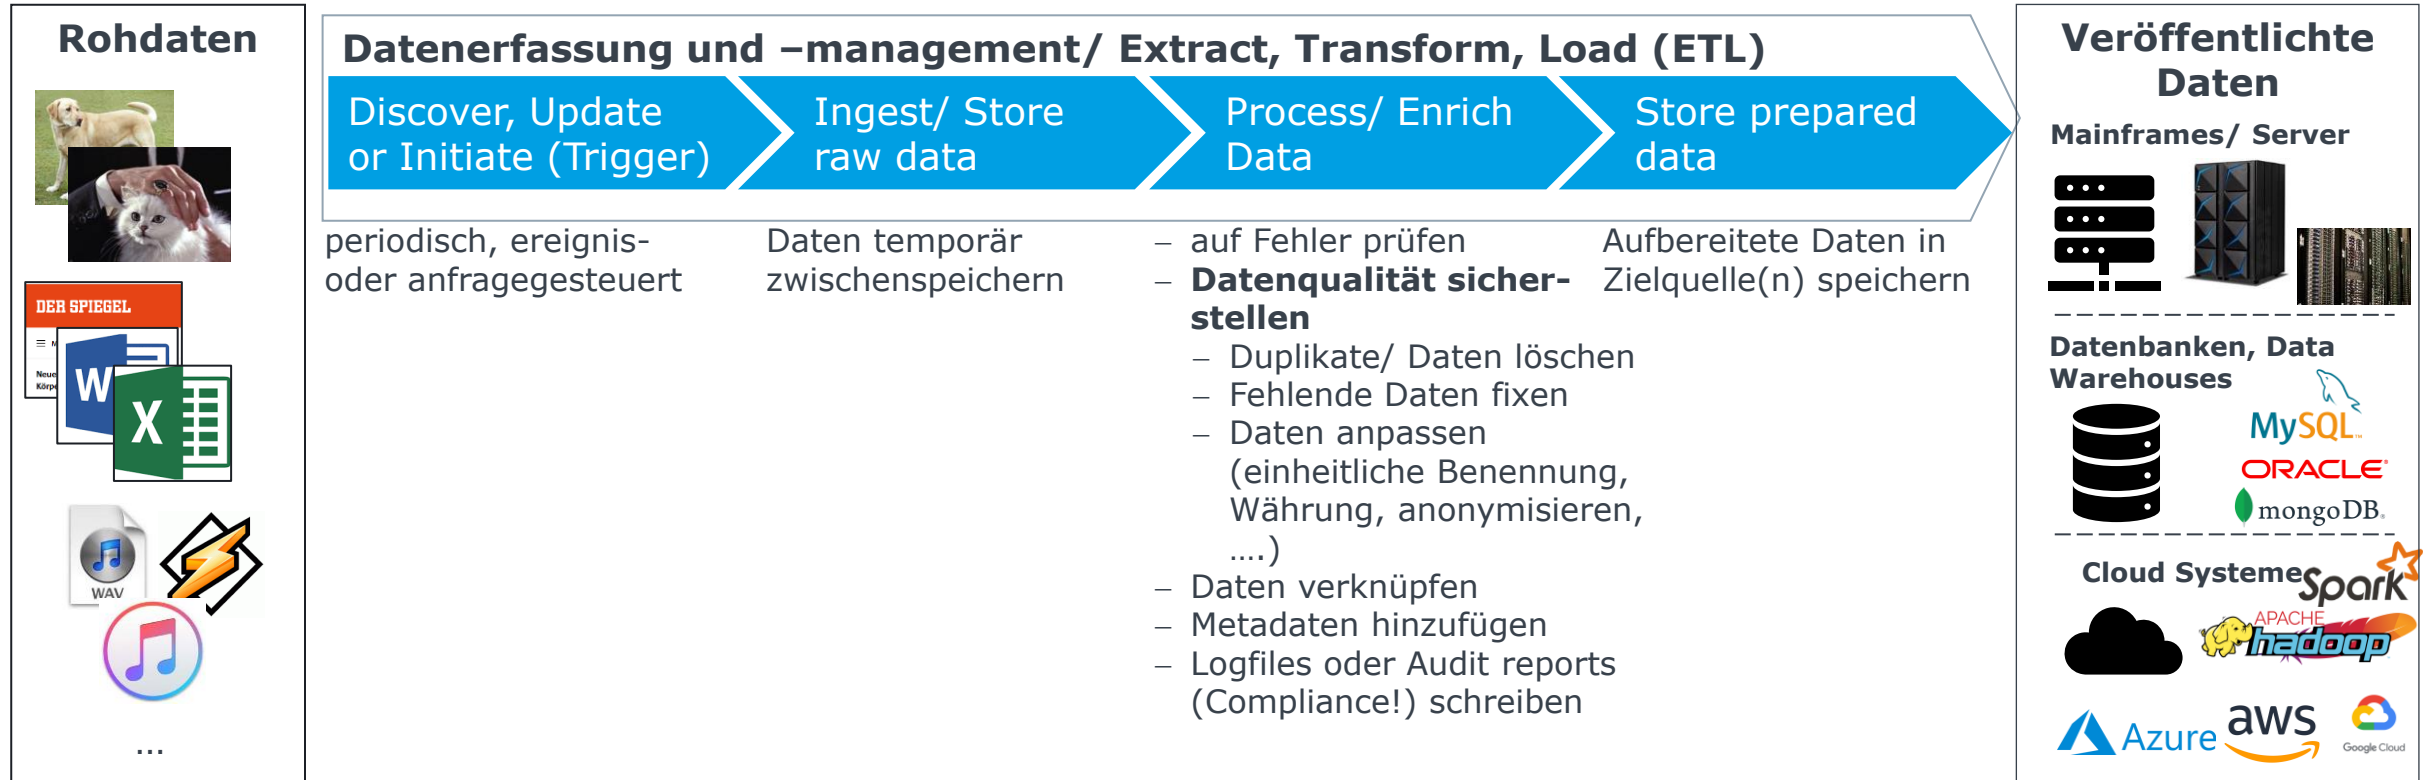 Rohdaten
DER SPIEGEL
Neue
Körpe
W
X
WAV
...
Datenerfassung und –management/ Extract, Transform, Load (ETL)
Discover, Update
or Initiate (Trigger)
Ingest/ Store
raw data
Process/ Enrich
Data
Store prepared
data
periodisch, ereignis-
oder anfragegesteuert
Daten temporär
zwischenspeichern
– auf Fehler prüfen
– Datenqualität sicher-
stellen
– Duplikate/ Daten löschen
– Fehlende Daten fixen
– Daten anpassen
(einheitliche Benennung,
Währung, anonymisieren,
....)
– Daten verknüpfen
– Metadaten hinzufügen
– Logfiles oder Audit reports
(Compliance!) schreiben
Aufbereitete Daten in
Zielquelle(n) speichern
Veröffentlichte
Daten
Mainframes/ Server
Datenbanken, Data
Warehouses
MySQL™
ORACLE®
mongoDB®
Cloud Systeme
Spark
APACHE
hadoop
Azure
aws
Google Cloud